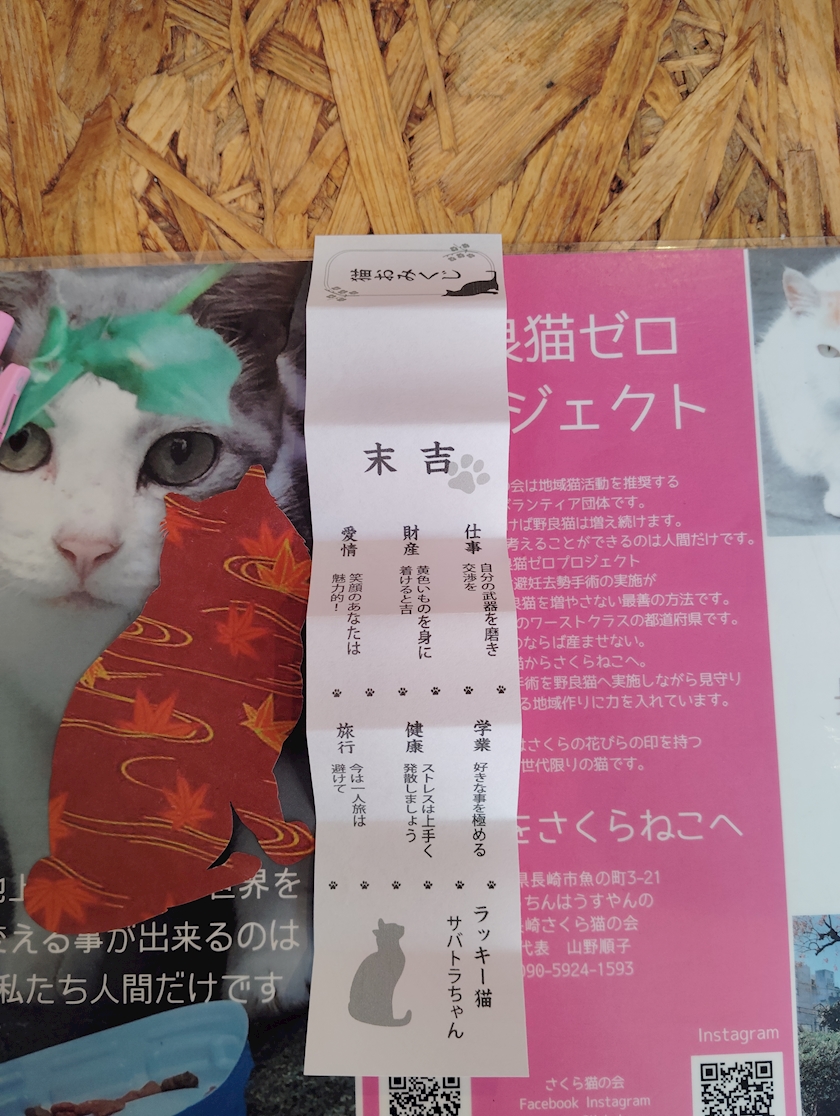 猫おみくじ
末吉
仕事
自分の武器を磨き
交渉を
財産
黄色いものを身に
着けると吉
愛情
笑顔のあなたは
魅力的！
学業
好きな事を極める
健康
ストレスは上手く
発散しましょう
旅行
今は一人旅は
避けて
ラッキー猫
サバトラちゃん
良猫ゼロ
ジェクト
の会は地域猫活動を推奨する
ボランティア団体です。
けば野良猫は増え続けます。
考えることができるのは人間だけです。
良猫ゼロプロジェクト
避妊去勢手術の実施が
良猫を増やさない最善の方法です。
のワーストクラスの都道府県です。
のならば産ませない。
猫からさくらねこへ。
手術を野良猫へ実施しながら見守り
る地域作りに力を入れています。
はさくらの花びらの印を持つ
世代限りの猫です。
をさくらねこへ
県長崎市魚の町3-21
ちんはうすやんの
長崎さくら猫の会
代表 山野順子
090-5924-1593
Instagram
さくら猫の会
Facebook Instagram
地上
世界を
変える事が出来るのは
私たち人間だけです